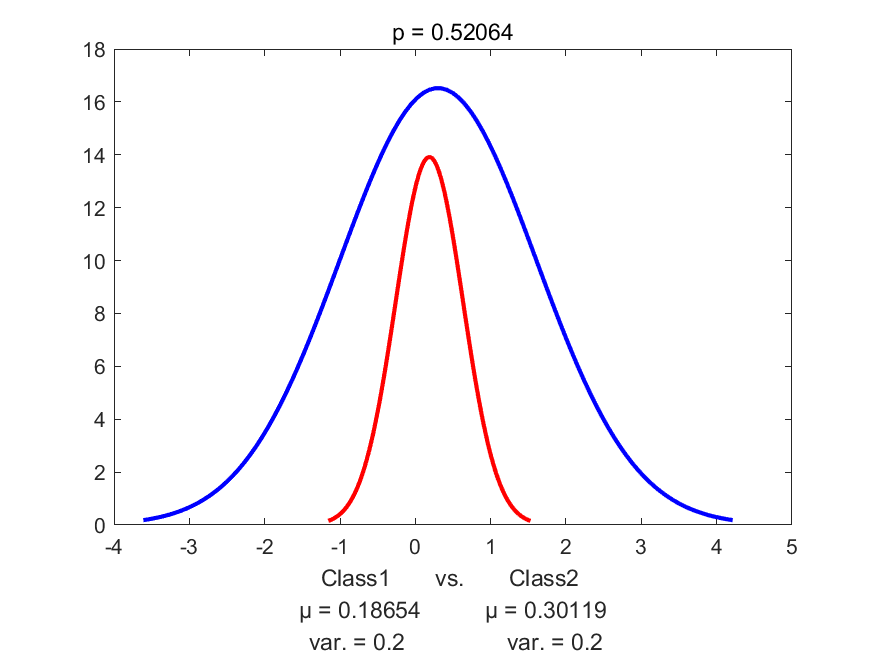 p = 0.52064
18
16
14
12
10
8
6
4
2
0
-4 -3 -2 -1 0 1 2 3 4 5
Class1 vs. Class2
μ = 0.18654 μ = 0.30119
var. = 0.2 var. = 0.2